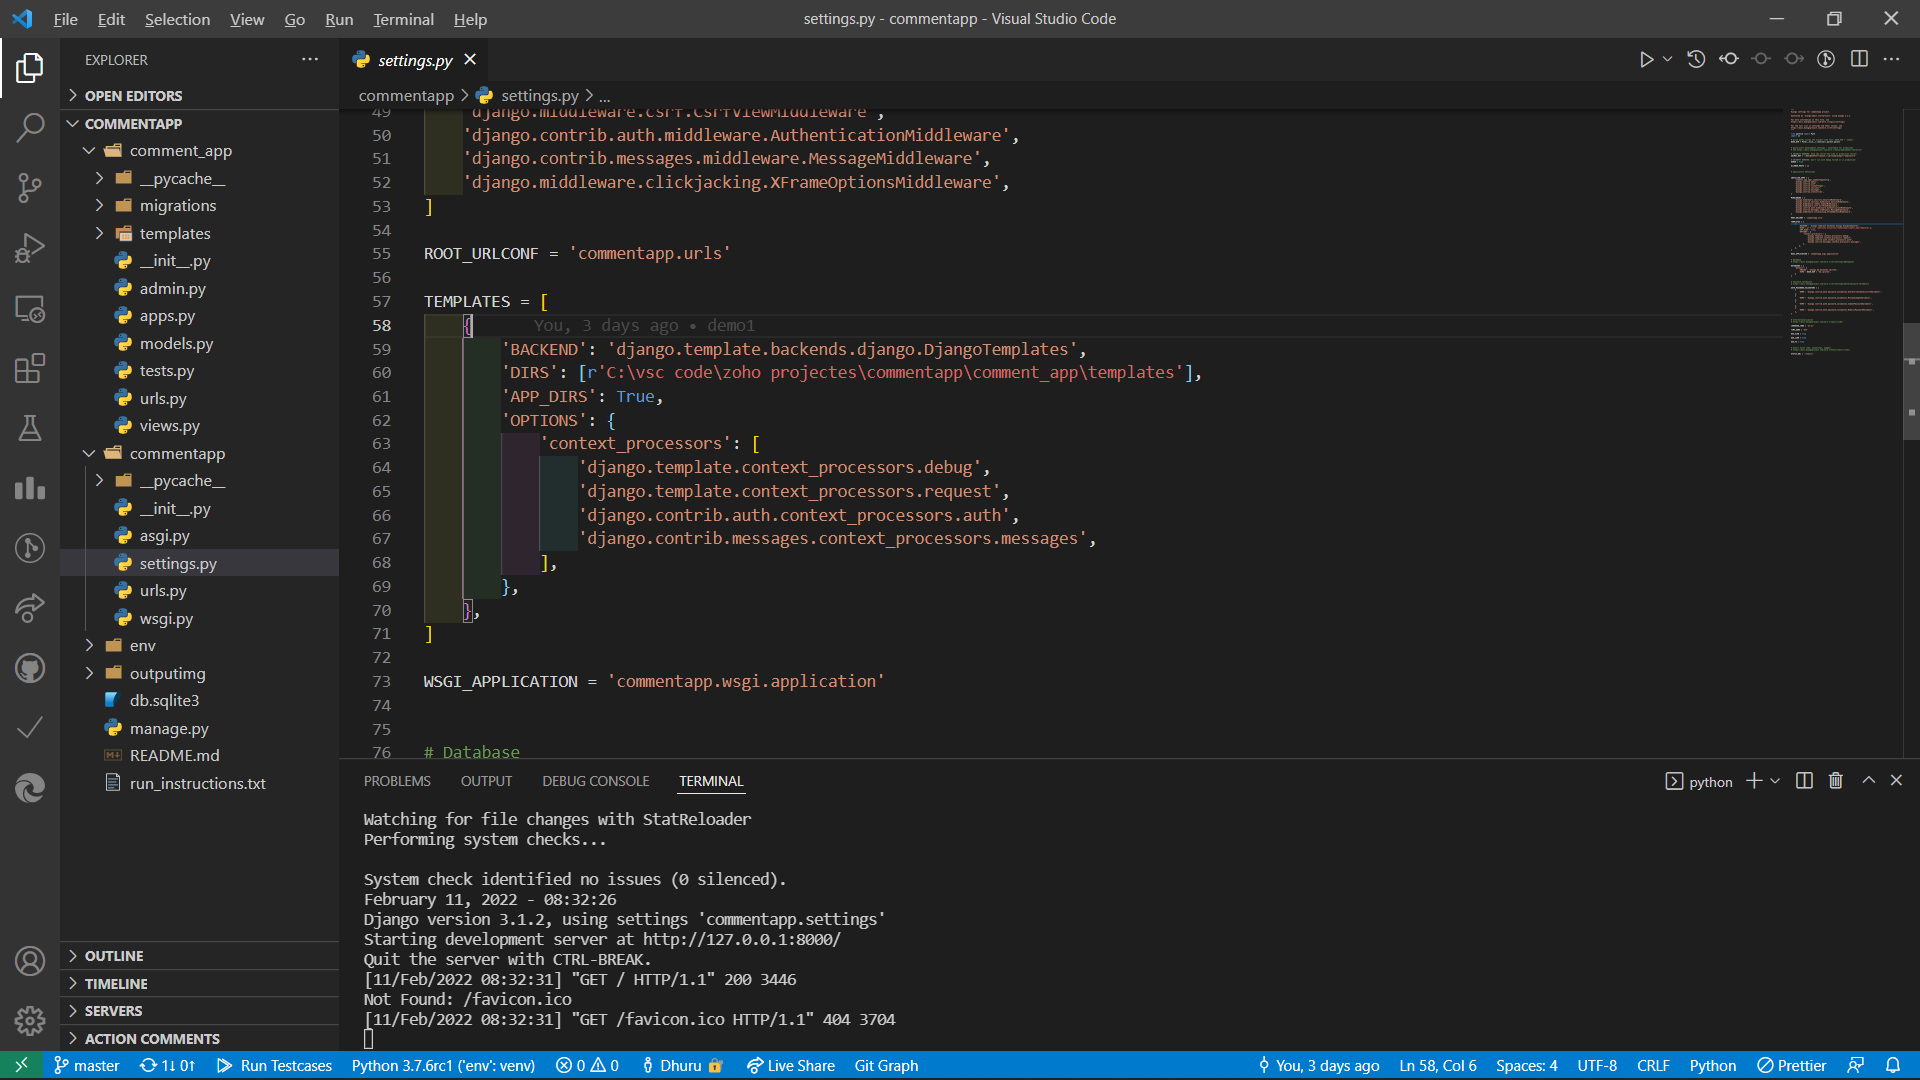 File Edit Selection View Go Run Terminal Help
settings.py - commentapp - Visual Studio Code
EXPLORER
OPEN EDITORS
COMMENTAPP
comment_app
__pycache__
migrations
templates
__init__.py
admin.py
apps.py
models.py
tests.py
urls.py
views.py
commentapp
__pycache__
__init__.py
asgi.py
settings.py
urls.py
wsgi.py
env
outputimg
db.sqlite3
manage.py
README.md
run_instructions.txt
OUTLINE
TIMELINE
SERVERS
ACTION COMMENTS
settings.py
commentapp > settings.py > ...
49 'django.middleware.csrf.CsrfViewMiddleware',
50 'django.contrib.auth.middleware.AuthenticationMiddleware',
51 'django.contrib.messages.middleware.MessageMiddleware',
52 'django.middleware.clickjacking.XFrameOptionsMiddleware',
53 ]
54
55 ROOT_URLCONF = 'commentapp.urls'
56
57 TEMPLATES = [
58 { You, 3 days ago • demo1
59 'BACKEND': 'django.template.backends.django.DjangoTemplates',
60 'DIRS': [r'C:\vsc code\zoho projectes\commentapp\comment_app\templates'],
61 'APP_DIRS': True,
62 'OPTIONS': {
63 'context_processors': [
64 'django.template.context_processors.debug',
65 'django.template.context_processors.request',
66 'django.contrib.auth.context_processors.auth',
67 'django.contrib.messages.context_processors.messages',
68 ],
69 },
70 },
71 ]
72
73 WSGI_APPLICATION = 'commentapp.wsgi.application'
74
75
76 # Database
PROBLEMS OUTPUT DEBUG CONSOLE TERMINAL
python
Watching for file changes with StatReloader
Performing system checks...
System check identified no issues (0 silenced).
February 11, 2022 - 08:32:26
Django version 3.1.2, using settings 'commentapp.settings'
Starting development server at http://127.0.0.1:8000/
Quit the server with CTRL-BREAK.
[11/Feb/2022 08:32:31] "GET / HTTP/1.1" 200 3446
Not Found: /favicon.ico
[11/Feb/2022 08:32:31] "GET /favicon.ico HTTP/1.1" 404 3704
master 1↓ 0↑ Run Testcases Python 3.7.6rc1 ('env': venv) 0 0 Dhuru Live Share Git Graph You, 3 days ago Ln 58, Col 6 Spaces: 4 UTF-8 CRLF Python Prettier